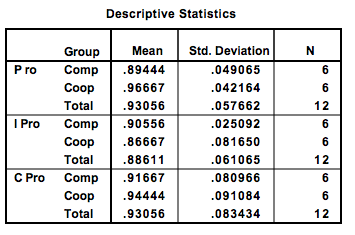 Descriptive Statistics
Group Mean Std. Deviation N
P ro Comp .89444 .049065 6
Coop .96667 .042164 6
Total .93056 .057662 12
I Pro Comp .90556 .025092 6
Coop .86667 .081650 6
Total .88611 .061065 12
C Pro Comp .91667 .080966 6
Coop .94444 .091084 6
Total .93056 .083434 12